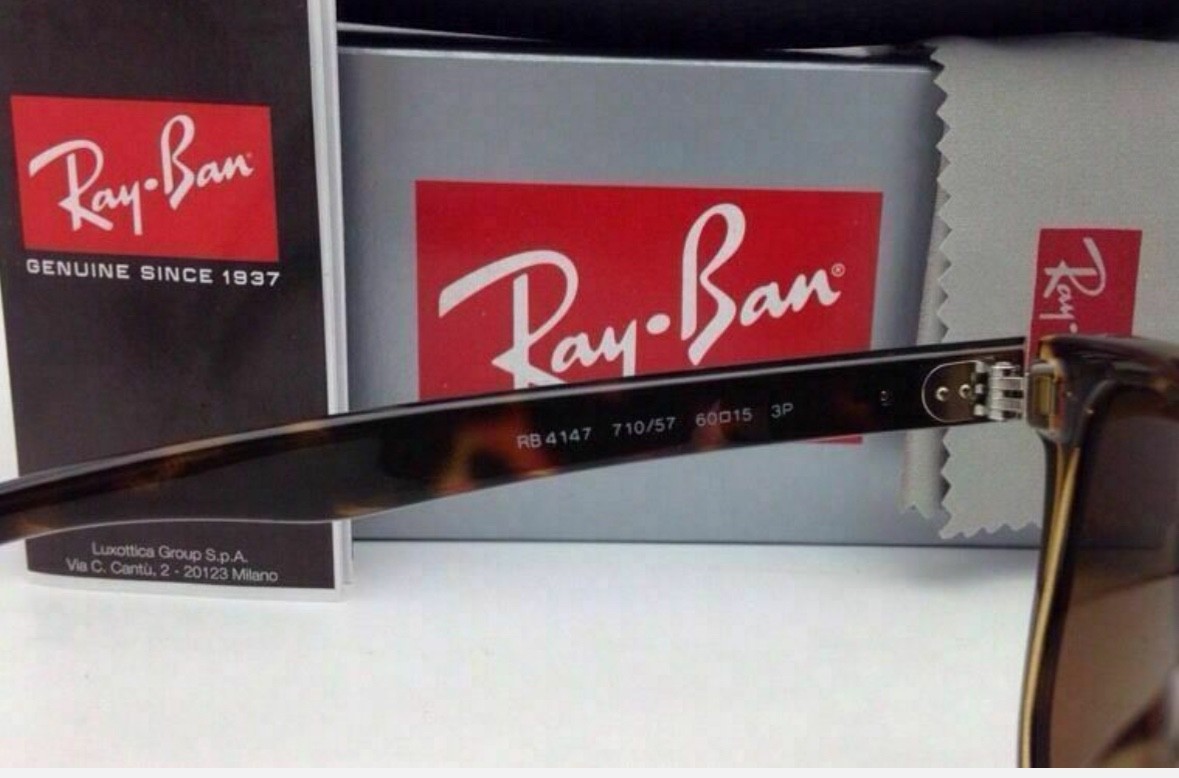 Ray·Ban
GENUINE SINCE 1937
Luxottica Group S.p.A.
Via C. Cantù, 2 - 20123 Milano
Ray·Ban®
RB 4147 710/57 60□15 3P
Ray·